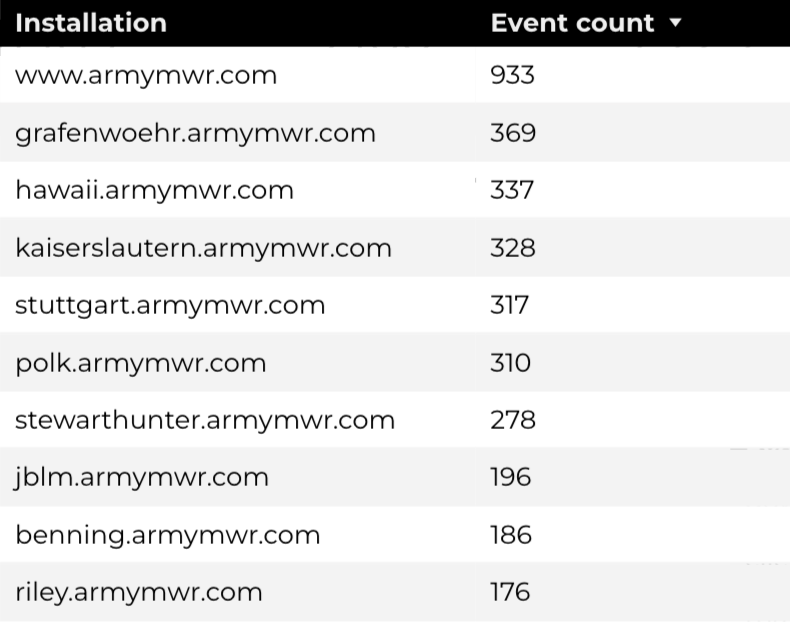 Installation Event count ▼
www.armymwr.com 933
grafenwoehr.armymwr.com 369
hawaii.armymwr.com 337
kaiserslautern.armymwr.com 328
stuttgart.armymwr.com 317
polk.armymwr.com 310
stewarthunter.armymwr.com 278
jblm.armymwr.com 196
benning.armymwr.com 186
riley.armymwr.com 176